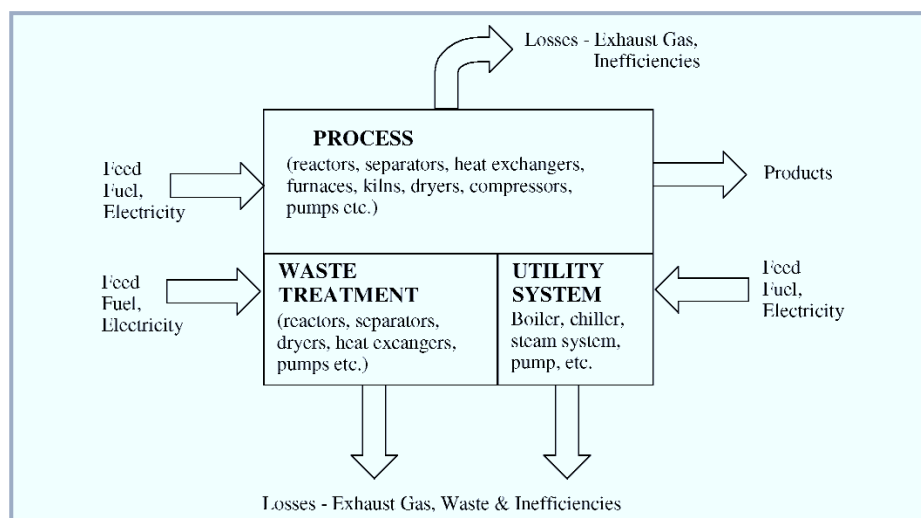 Losses - Exhaust Gas,
Inefficiencies
PROCESS
(reactors, separators, heat exchangers,
furnaces, kilns, dryers, compressors,
pumps etc.)
Feed
Fuel,
Electricity
Products
WASTE
TREATMENT
(reactors, separators,
dryers, heat excangers,
pumps etc.)
UTILITY
SYSTEM
Boiler, chiller,
steam system,
pump, etc.
Feed
Fuel,
Electricity
Feed
Fuel,
Electricity
Losses - Exhaust Gas, Waste & Inefficiencies